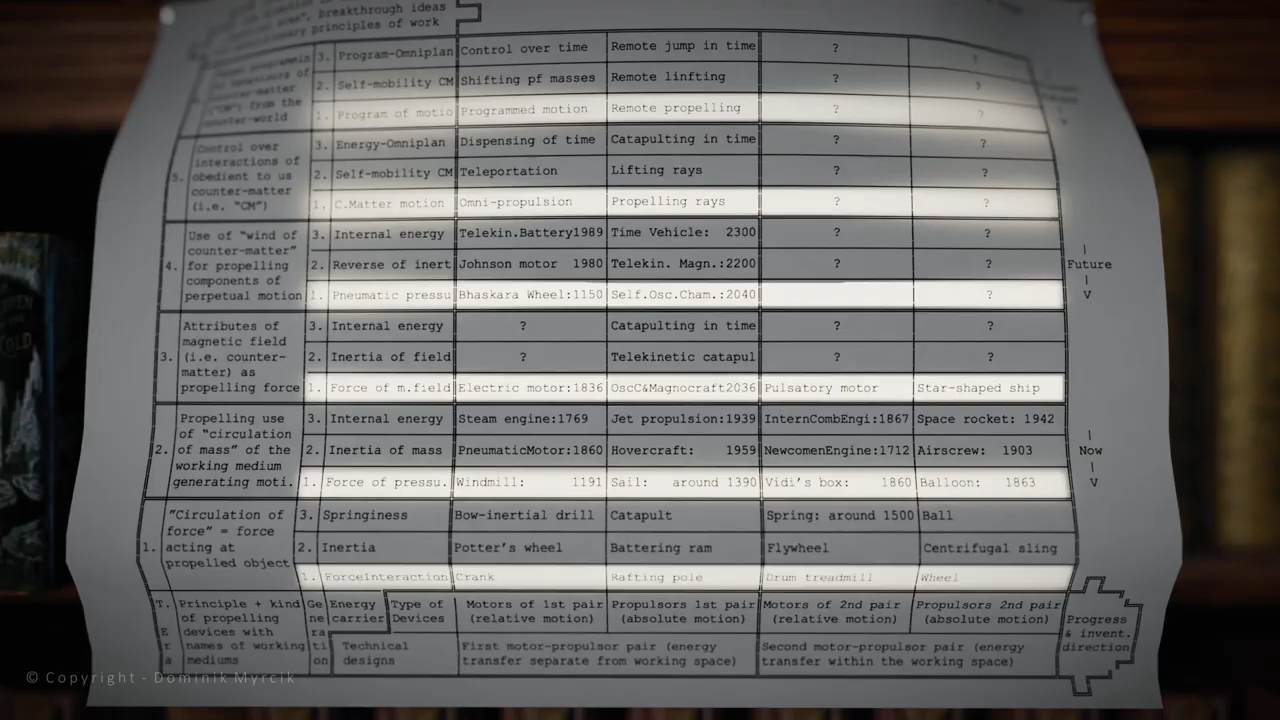 breakthrough ideas
principles of work
3. Program-Omniplan Control over time Remote jump in time ? ?
2. Self-mobility CM Shifting pf masses Remote linfting ? ?
1. Program of motio Programmed motion Remote propelling ? ?
counter-world
5. Control over interactions of obedient to us counter-matter (i.e. "CM")
3. Energy-Omniplan Dispensing of time Catapulting in time ? ?
2. Self-mobility CM Teleportation Lifting rays ? ?
1. C.Matter motion Omni-propulsion Propelling rays ? ?
4. Use of "wind of counter-matter" for propelling components of perpetual motion
3. Internal energy Telekin.Battery1989 Time Vehicle: 2300 ? ?
2. Reverse of inert Johnson motor 1980 Telekin. Magn.:2200 ? ?
1. Pneumatic pressu Bhaskara Wheel:1150 Self.Osc.Cham.:2040 ?
|
Future
|
V
3. Attributes of magnetic field (i.e. counter-matter) as propelling force
3. Internal energy ? Catapulting in time ? ?
2. Inertia of field ? Telekinetic catapul ? ?
1. Force of m.field Electric motor:1836 OscC&Magnocraft2036 Pulsatory motor Star-shaped ship
2. Propelling use of "circulation of mass" of the working medium generating moti.
3. Internal energy Steam engine:1769 Jet propulsion:1939 InternCombEngi:1867 Space rocket: 1942
2. Inertia of mass PneumaticMotor:1860 Hovercraft: 1959 NewcomenEngine:1712 Airscrew: 1903
1. Force of pressu. Windmill: 1191 Sail: around 1390 Vidi's box: 1860 Balloon: 1863
|
Now
|
V
1. "Circulation of force" = force acting at propelled object
3. Springiness Bow-inertial drill Catapult Spring: around 1500 Ball
2. Inertia Potter's wheel Battering ram Flywheel Centrifugal sling
1. ForceInteraction Crank Rafting pole Drum treadmill Wheel
T. E r a
Principle + kind of propelling devices with names of working mediums
Ge ne ra ti on
Energy carrier
Type of Devices
Technical designs
Motors of 1st pair (relative motion)
Propulsors 1st pair (absolute motion)
Motors of 2nd pair (relative motion)
Propulsors 2nd pair (absolute motion)
First motor-propulsor pair (energy transfer separate from working space)
Second motor-propulsor pair (energy transfer within the working space)
Progress & invent. direction
© Copyright - Dominik Myrcik